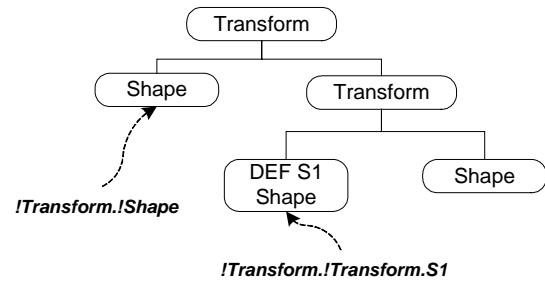 Transform
Shape
Transform
DEF S1
Shape
Shape
!Transform.!Shape
!Transform.!Transform.S1